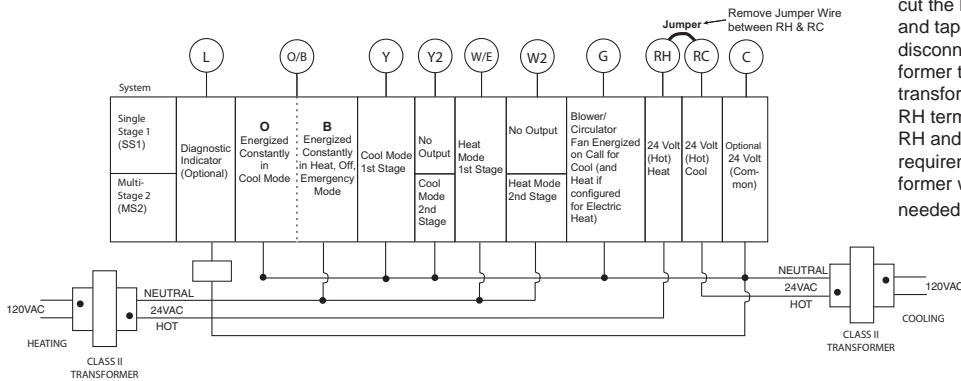 Remove Jumper Wire
between RH & RC
Jumper
L
O/B
Y
Y2
W/E
W2
G
RH
RC
C
System
Single
Stage 1
(SS1)
Multi-
Stage 2
(MS2)
Diagnostic
Indicator
(Optional)
O
Energized
Constantly
in
Cool Mode
B
Energized
Constantly
in Heat, Off,
Emergency
Mode
Cool Mode
1st Stage
No
Output
Cool
Mode
2nd
Stage
Heat
Mode
1st Stage
No Output
Heat Mode
2nd Stage
Blower/
Circulator
Fan Energized
on Call for
Cool (and
Heat if
configured
for Electric
Heat)
24 Volt
(Hot)
Heat
24 Volt
(Hot)
Cool
Optional
24 Volt
(Com-
mon)
120VAC
NEUTRAL
24VAC
HOT
HEATING
CLASS II
TRANSFORMER
NEUTRAL
24VAC
HOT
120VAC
COOLING
CLASS II
TRANSFORMER
cut the
and tap
disconn
former t
transfor
RH term
RH and
requirem
former w
needed